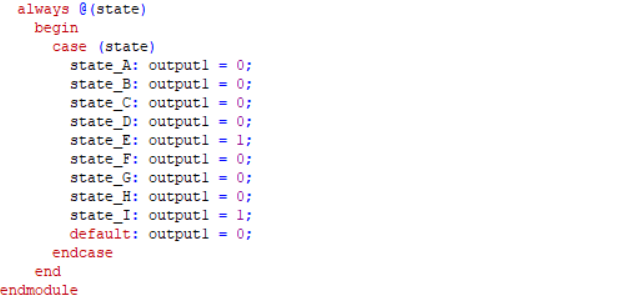 always @(state)
begin
case (state)
state_A: output1 = 0;
state_B: output1 = 0;
state_C: output1 = 0;
state_D: output1 = 0;
state_E: output1 = 1;
state_F: output1 = 0;
state_G: output1 = 0;
state_H: output1 = 0;
state_I: output1 = 1;
default: output1 = 0;
endcase
end
endmodule